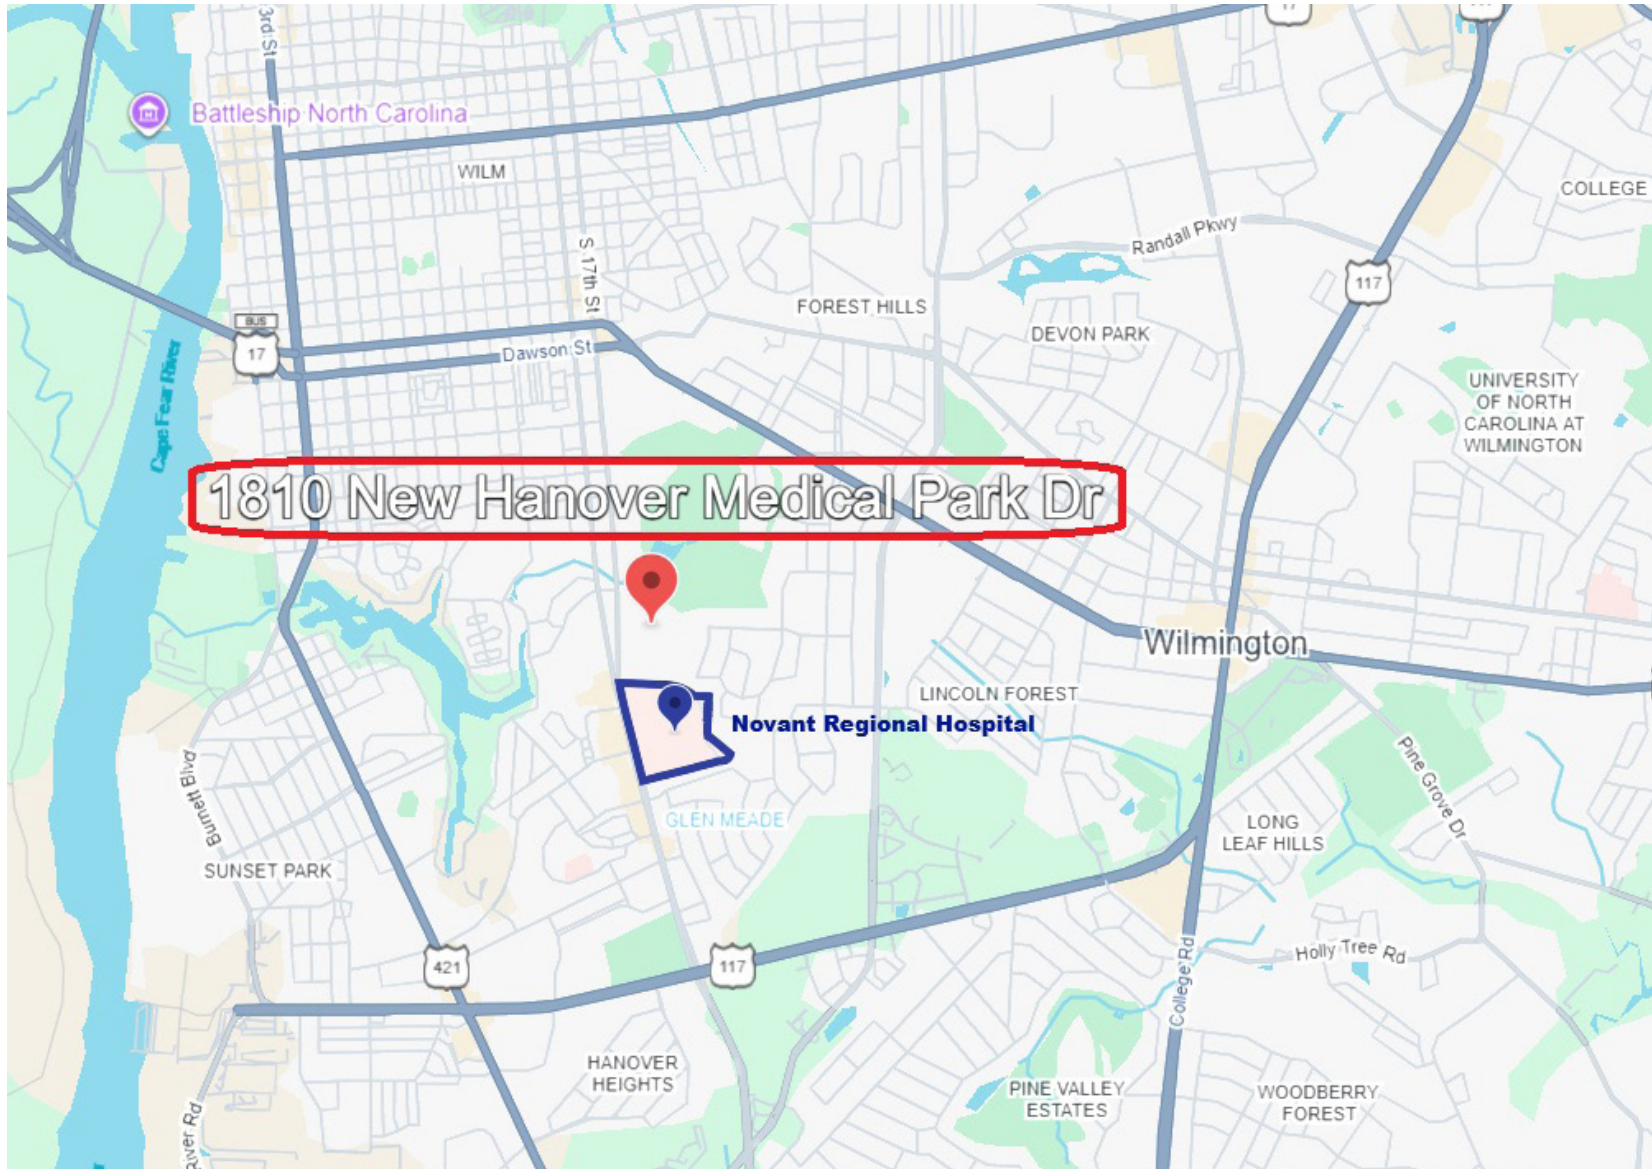 17
3rd St
Battleship North Carolina
WILM
COLLEGE
Randall Pkwy
S 17th St
117
FOREST HILLS
BUS
17
DEVON PARK
Dawson St
Cape Fear River
UNIVERSITY
OF NORTH
CAROLINA AT
WILMINGTON
1810 New Hanover Medical Park Dr
Wilmington
LINCOLN FOREST
Novant Regional Hospital
Burnett Blvd
Pine Grove Dr
GLEN MEADE
LONG
LEAF HILLS
SUNSET PARK
421
117
Holly Tree Rd
College Rd
HANOVER
HEIGHTS
PINE VALLEY
ESTATES
WOODBERRY
FOREST
River Rd